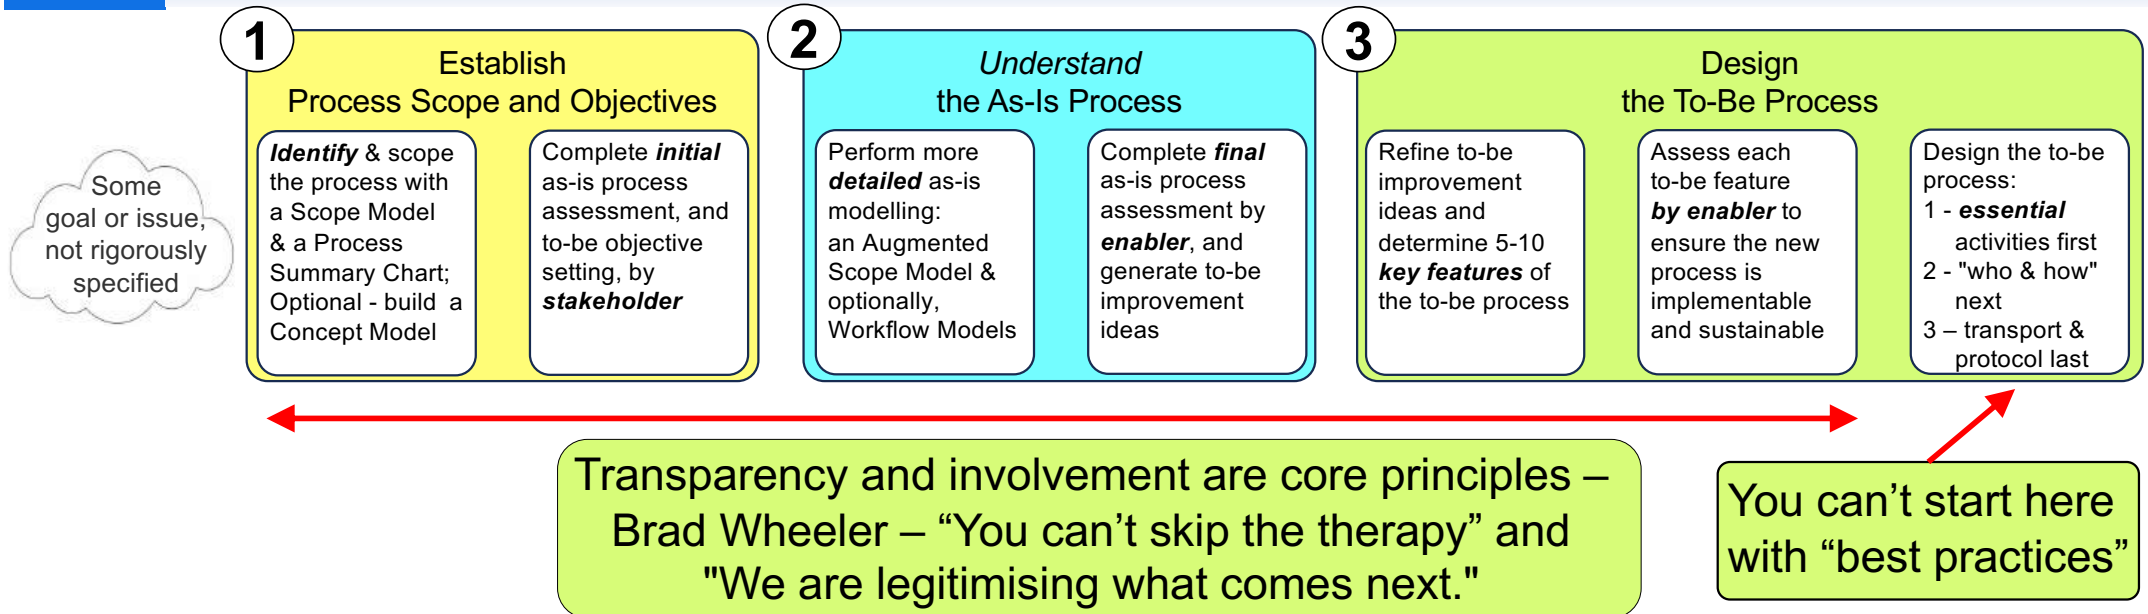 1
Establish
Process Scope and Objectives
Identify & scope
the process with
a Scope Model
& a Process
Summary Chart;
Optional - build a
Concept Model
Complete initial
as-is process
assessment, and
to-be objective
setting, by
stakeholder
2
Understand
the As-Is Process
Perform more
detailed as-is
modelling:
an Augmented
Scope Model &
optionally,
Workflow Models
Complete final
as-is process
assessment by
enabler, and
generate to-be
improvement
ideas
3
Design
the To-Be Process
Refine to-be
improvement
ideas and
determine 5-10
key features of
the to-be process
Assess each
to-be feature
by enabler to
ensure the new
process is
implementable
and sustainable
Design the to-be
process:
1 - essential
activities first
2 - "who & how"
next
3 – transport &
protocol last
Some
goal or issue,
not rigorously
specified
Transparency and involvement are core principles –
Brad Wheeler – “You can’t skip the therapy” and
"We are legitimising what comes next."
You can’t start here
with “best practices”